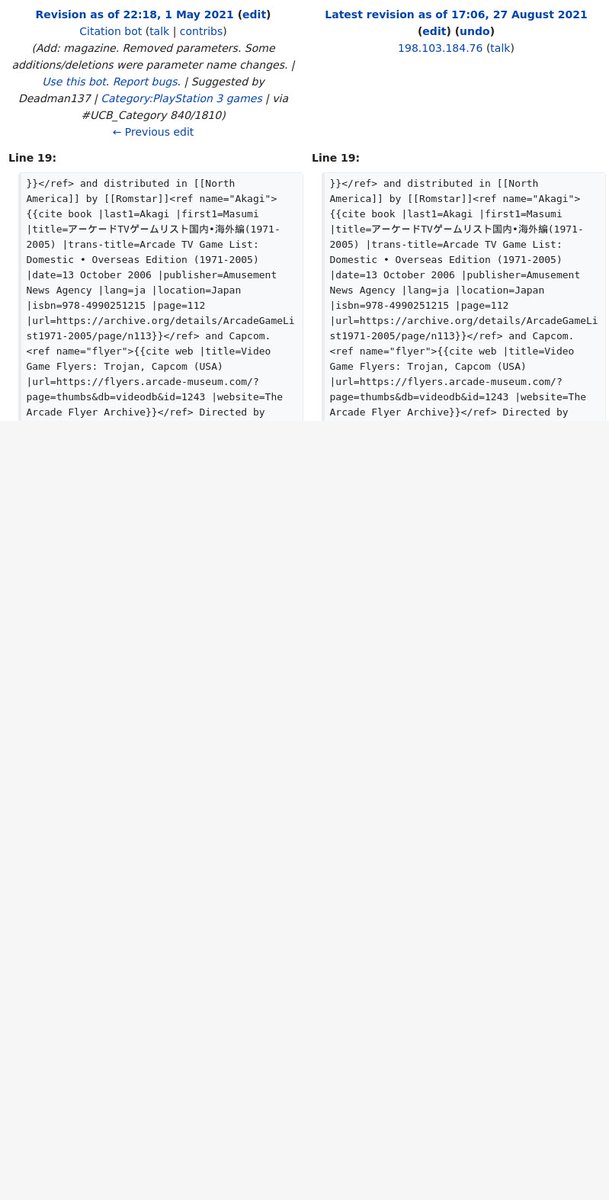 Revision as of 22:18, 1 May 2021 (edit)
Citation bot (talk | contribs)
(Add: magazine. Removed parameters. Some
additions/deletions were parameter name changes. |
Use this bot. Report bugs. | Suggested by
Deadman137 | Category:PlayStation 3 games | via
#UCB_Category 840/1810)
← Previous edit
Latest revision as of 17:06, 27 August 2021
(edit) (undo)
198.103.184.76 (talk)
Line 19:
}}</ref> and distributed in [[North
America]] by [[Romstar]]<ref name="Akagi">
{{cite book |last1=Akagi |first1=Masumi
|title=アーケードTVゲームリスト国内•海外編(1971-
2005) |trans-title=Arcade TV Game List:
Domestic • Overseas Edition (1971-2005)
|date=13 October 2006 |publisher=Amusement
News Agency |lang=ja |location=Japan
|isbn=978-4990251215 |page=112
|url=https://archive.org/details/ArcadeGameLi
st1971-2005/page/n113}}</ref> and Capcom.
<ref name="flyer">{{cite web |title=Video
Game Flyers: Trojan, Capcom (USA)
|url=https://flyers.arcade-museum.com/?
page=thumbs&db=videodb&id=1243 |website=The
Arcade Flyer Archive}}</ref> Directed by
Line 19:
}}</ref> and distributed in [[North
America]] by [[Romstar]]<ref name="Akagi">
{{cite book |last1=Akagi |first1=Masumi
|title=アーケードTVゲームリスト国内•海外編(1971-
2005) |trans-title=Arcade TV Game List:
Domestic • Overseas Edition (1971-2005)
|date=13 October 2006 |publisher=Amusement
News Agency |lang=ja |location=Japan
|isbn=978-4990251215 |page=112
|url=https://archive.org/details/ArcadeGameLi
st1971-2005/page/n113}}</ref> and Capcom.
<ref name="flyer">{{cite web |title=Video
Game Flyers: Trojan, Capcom (USA)
|url=https://flyers.arcade-museum.com/?
page=thumbs&db=videodb&id=1243 |website=The
Arcade Flyer Archive}}</ref> Directed by